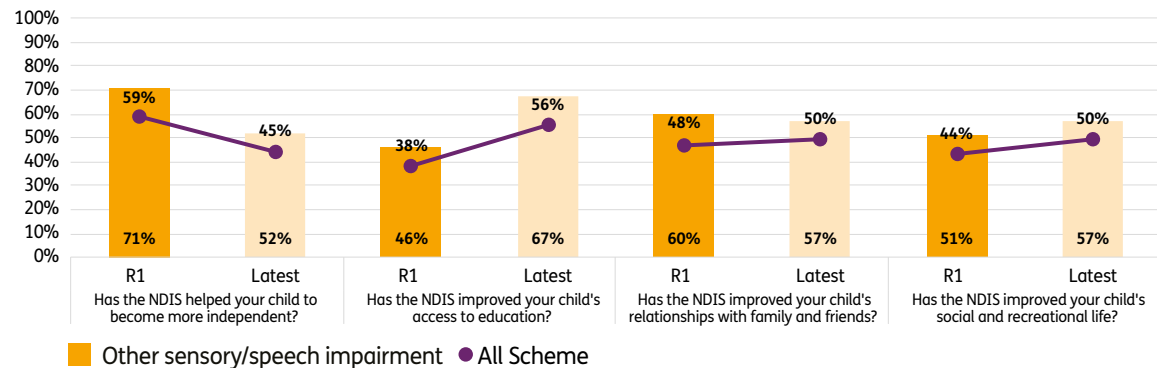 100%
90%
80%
70%
60%
50%
40%
30%
20%
10%
0%
59%
45%
38%
56%
48%
50%
44%
50%
71%
52%
46%
67%
60%
57%
51%
57%
R1 Latest R1 Latest R1 Latest R1 Latest
Has the NDIS helped your child to
become more independent?
Has the NDIS improved your child's
access to education?
Has the NDIS improved your child's
relationships with family and friends?
Has the NDIS improved your child's
social and recreational life?
Other sensory/speech impairment All Scheme